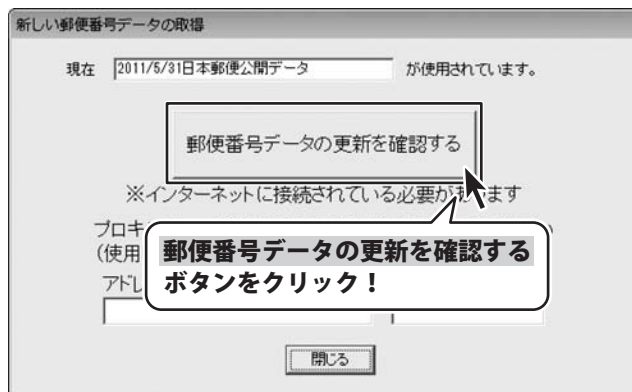 新しい郵便番号データの取得
現在 2011/5/31日本郵便公開データ が使用されています。
郵便番号データの更新を確認する
※インターネットに接続されている必要が ます
プロキ
(使用
郵便番号データの更新を確認する
ボタンをクリック!
アドレ
閉じる